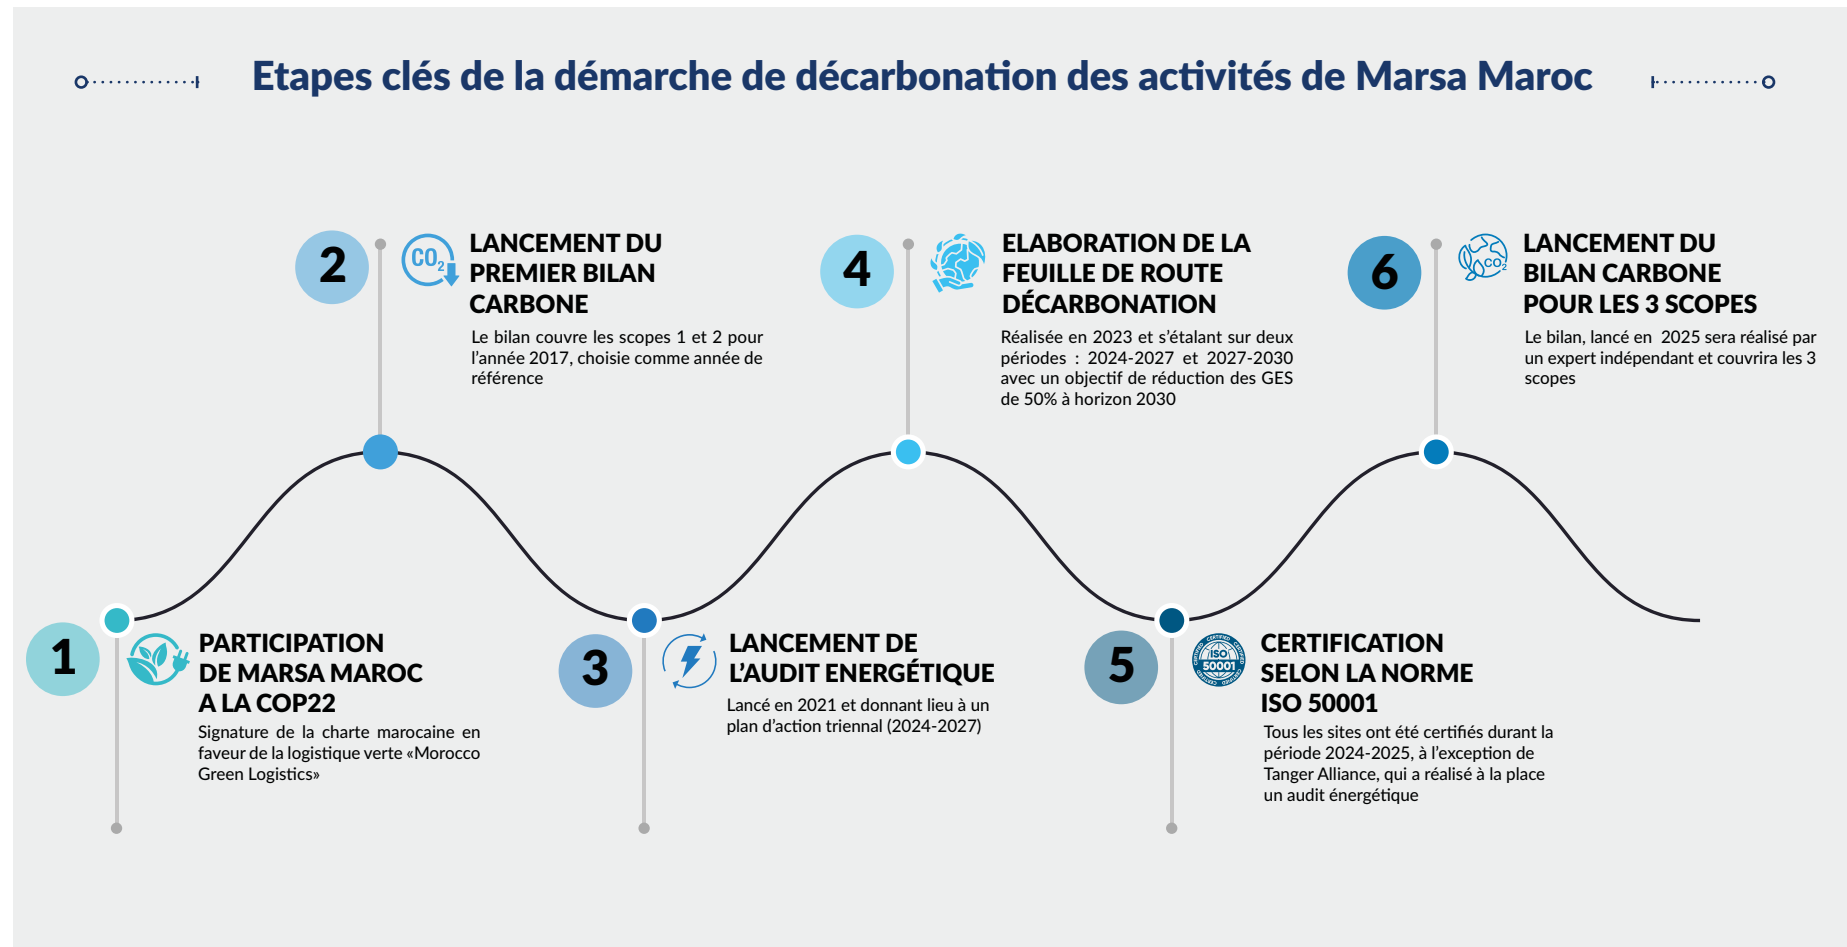 Etapes clés de la démarche de décarbonation des activités de Marsa Maroc
1
PARTICIPATION
DE MARSA MAROC
A LA COP22
Signature de la charte marocaine en
faveur de la logistique verte «Morocco
Green Logistics»
2
CO2
LANCEMENT DU
PREMIER BILAN
CARBONE
Le bilan couvre les scopes 1 et 2 pour
l’année 2017, choisie comme année de
référence
3
LANCEMENT DE
L’AUDIT ENERGÉTIQUE
Lancé en 2021 et donnant lieu à un
plan d’action triennal (2024-2027)
4
ELABORATION DE LA
FEUILLE DE ROUTE
DÉCARBONATION
Réalisée en 2023 et s’étalant sur deux
périodes : 2024-2027 et 2027-2030
avec un objectif de réduction des GES
de 50% à horizon 2030
5
CERTIFIED
CERTIFIED
CERTIFIED
CERTIFIED
ISO
50001
CERTIFICATION
SELON LA NORME
ISO 50001
Tous les sites ont été certifiés durant la
période 2024-2025, à l’exception de
Tanger Alliance, qui a réalisé à la place
un audit énergétique
6
CO2
LANCEMENT DU
BILAN CARBONE
POUR LES 3 SCOPES
Le bilan, lancé en 2025 sera réalisé par
un expert indépendant et couvrira les 3
scopes